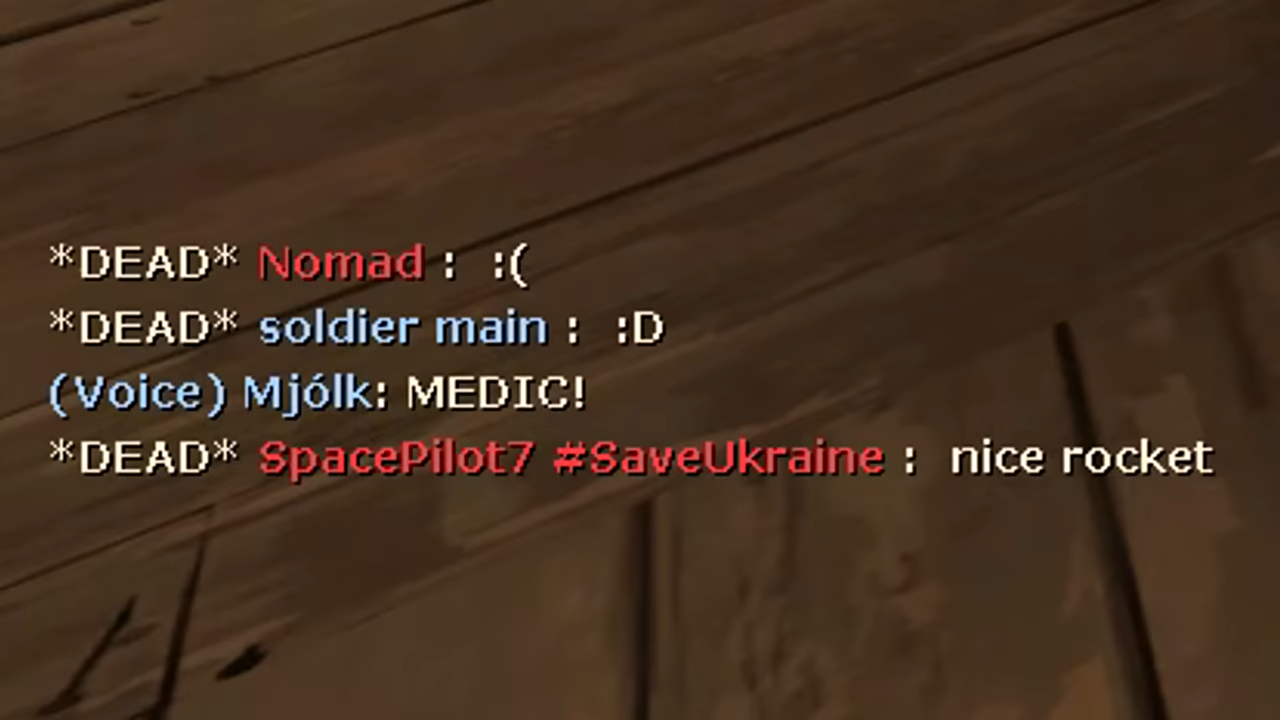 *DEAD* Nomad :  :(
*DEAD* soldier main :  :D
(Voice) Mjólk: MEDIC!
*DEAD* SpacePilot7 #SaveUkraine :  nice rocket